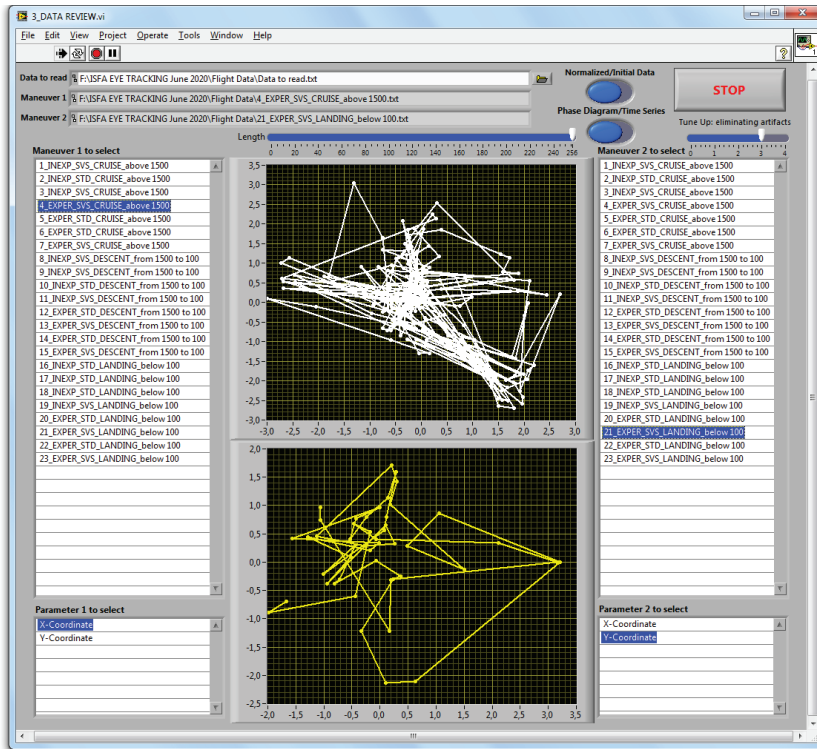 3_DATA REVIEW.vi
File Edit View Project Operate Tools Window Help
Data to read F:\ISFA EYE TRACKING June 2020\Flight Data\Data to read.txt
Maneuver 1 F:\ISFA EYE TRACKING June 2020\Flight Data\4_EXPER_SVS_CRUISE_above 1500.txt
Maneuver 2 F:\ISFA EYE TRACKING June 2020\Flight Data\21_EXPER_SVS_LANDING_below 100.txt
Normalized/Initial Data
Phase Diagram/Time Series
STOP
Tune Up: eliminating artifacts
0 1 2 3 4
Length
0 20 40 60 80 100 120 140 160 180 200 220 256
Maneuver 1 to select
1_INEXP_SVS_CRUISE_above 1500
2_INEXP_STD_CRUISE_above 1500
3_INEXP_SVS_CRUISE_above 1500
4_EXPER_SVS_CRUISE_above 1500
5_EXPER_STD_CRUISE_above 1500
6_EXPER_STD_CRUISE_above 1500
7_EXPER_SVS_CRUISE_above 1500
8_INEXP_SVS_DESCENT_from 1500 to 100
9_INEXP_STD_DESCENT_from 1500 to 100
10_INEXP_STD_DESCENT_from 1500 to 100
11_INEXP_SVS_DESCENT_from 1500 to 100
12_EXPER_STD_DESCENT_from 1500 to 100
13_EXPER_SVS_DESCENT_from 1500 to 100
14_EXPER_STD_DESCENT_from 1500 to 100
15_EXPER_SVS_DESCENT_from 1500 to 100
16_INEXP_STD_LANDING_below 100
17_INEXP_STD_LANDING_below 100
18_INEXP_STD_LANDING_below 100
19_INEXP_SVS_LANDING_below 100
20_EXPER_STD_LANDING_below 100
21_EXPER_SVS_LANDING_below 100
22_EXPER_STD_LANDING_below 100
23_EXPER_SVS_LANDING_below 100
3,5
3,0
2,5
2,0
1,5
1,0
0,5
0,0
-0,5
-1,0
-1,5
-2,0
-2,5
-3,0
-3,0 -2,5 -2,0 -1,5 -1,0 -0,5 0,0 0,5 1,0 1,5 2,0 2,5 3,0
2,0
1,5
1,0
0,5
0,0
-0,5
-1,0
-1,5
-2,0
-2,5
-2,0 -1,5 -1,0 -0,5 0,0 0,5 1,0 1,5 2,0 2,5 3,0 3,5
Maneuver 2 to select
1_INEXP_SVS_CRUISE_above 1500
2_INEXP_STD_CRUISE_above 1500
3_INEXP_SVS_CRUISE_above 1500
4_EXPER_SVS_CRUISE_above 1500
5_EXPER_STD_CRUISE_above 1500
6_EXPER_STD_CRUISE_above 1500
7_EXPER_SVS_CRUISE_above 1500
8_INEXP_SVS_DESCENT_from 1500 to 100
9_INEXP_SVS_DESCENT_from 1500 to 100
10_INEXP_STD_DESCENT_from 1500 to 100
11_INEXP_STD_DESCENT_from 1500 to 100
12_EXPER_STD_DESCENT_from 1500 to 100
13_EXPER_SVS_DESCENT_from 1500 to 100
14_EXPER_STD_DESCENT_from 1500 to 100
15_EXPER_SVS_DESCENT_from 1500 to 100
16_INEXP_STD_LANDING_below 100
17_INEXP_STD_LANDING_below 100
18_INEXP_STD_LANDING_below 100
19_INEXP_SVS_LANDING_below 100
20_EXPER_STD_LANDING_below 100
21_EXPER_SVS_LANDING_below 100
22_EXPER_STD_LANDING_below 100
23_EXPER_SVS_LANDING_below 100
Parameter 1 to select
X-Coordinate
Y-Coordinate
Parameter 2 to select
X-Coordinate
Y-Coordinate